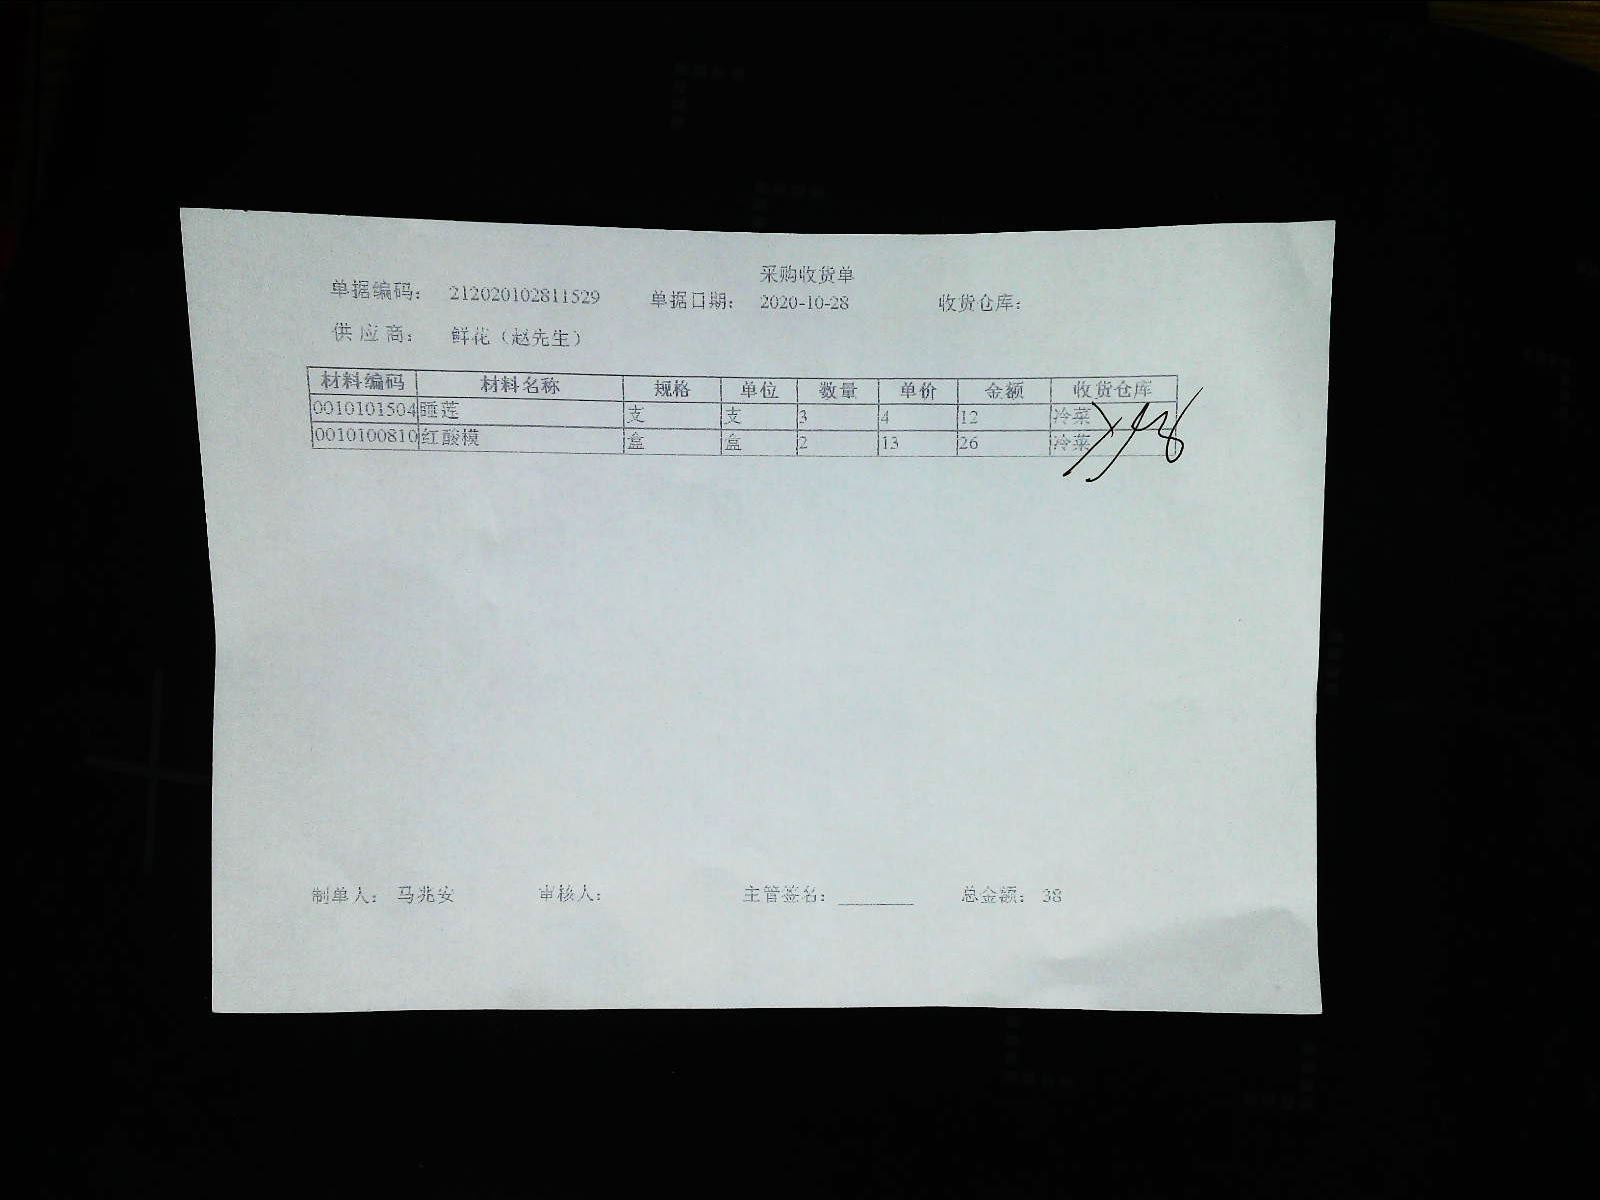 采购收货单
单据编码： 212020102811529 单据日期： 2020-10-28 收货仓库：
供 应 商： 鲜花（赵先生）
材料编码 材料名称 规格 单位 数量 单价 金额 收货仓库
0010101504 睡莲 支 支 3 4 12 冷菜
0010100810 红酸模 盒 盒 2 13 26 冷菜
制单人： 马兆安 审核人： 主管签名： 总金额： 38